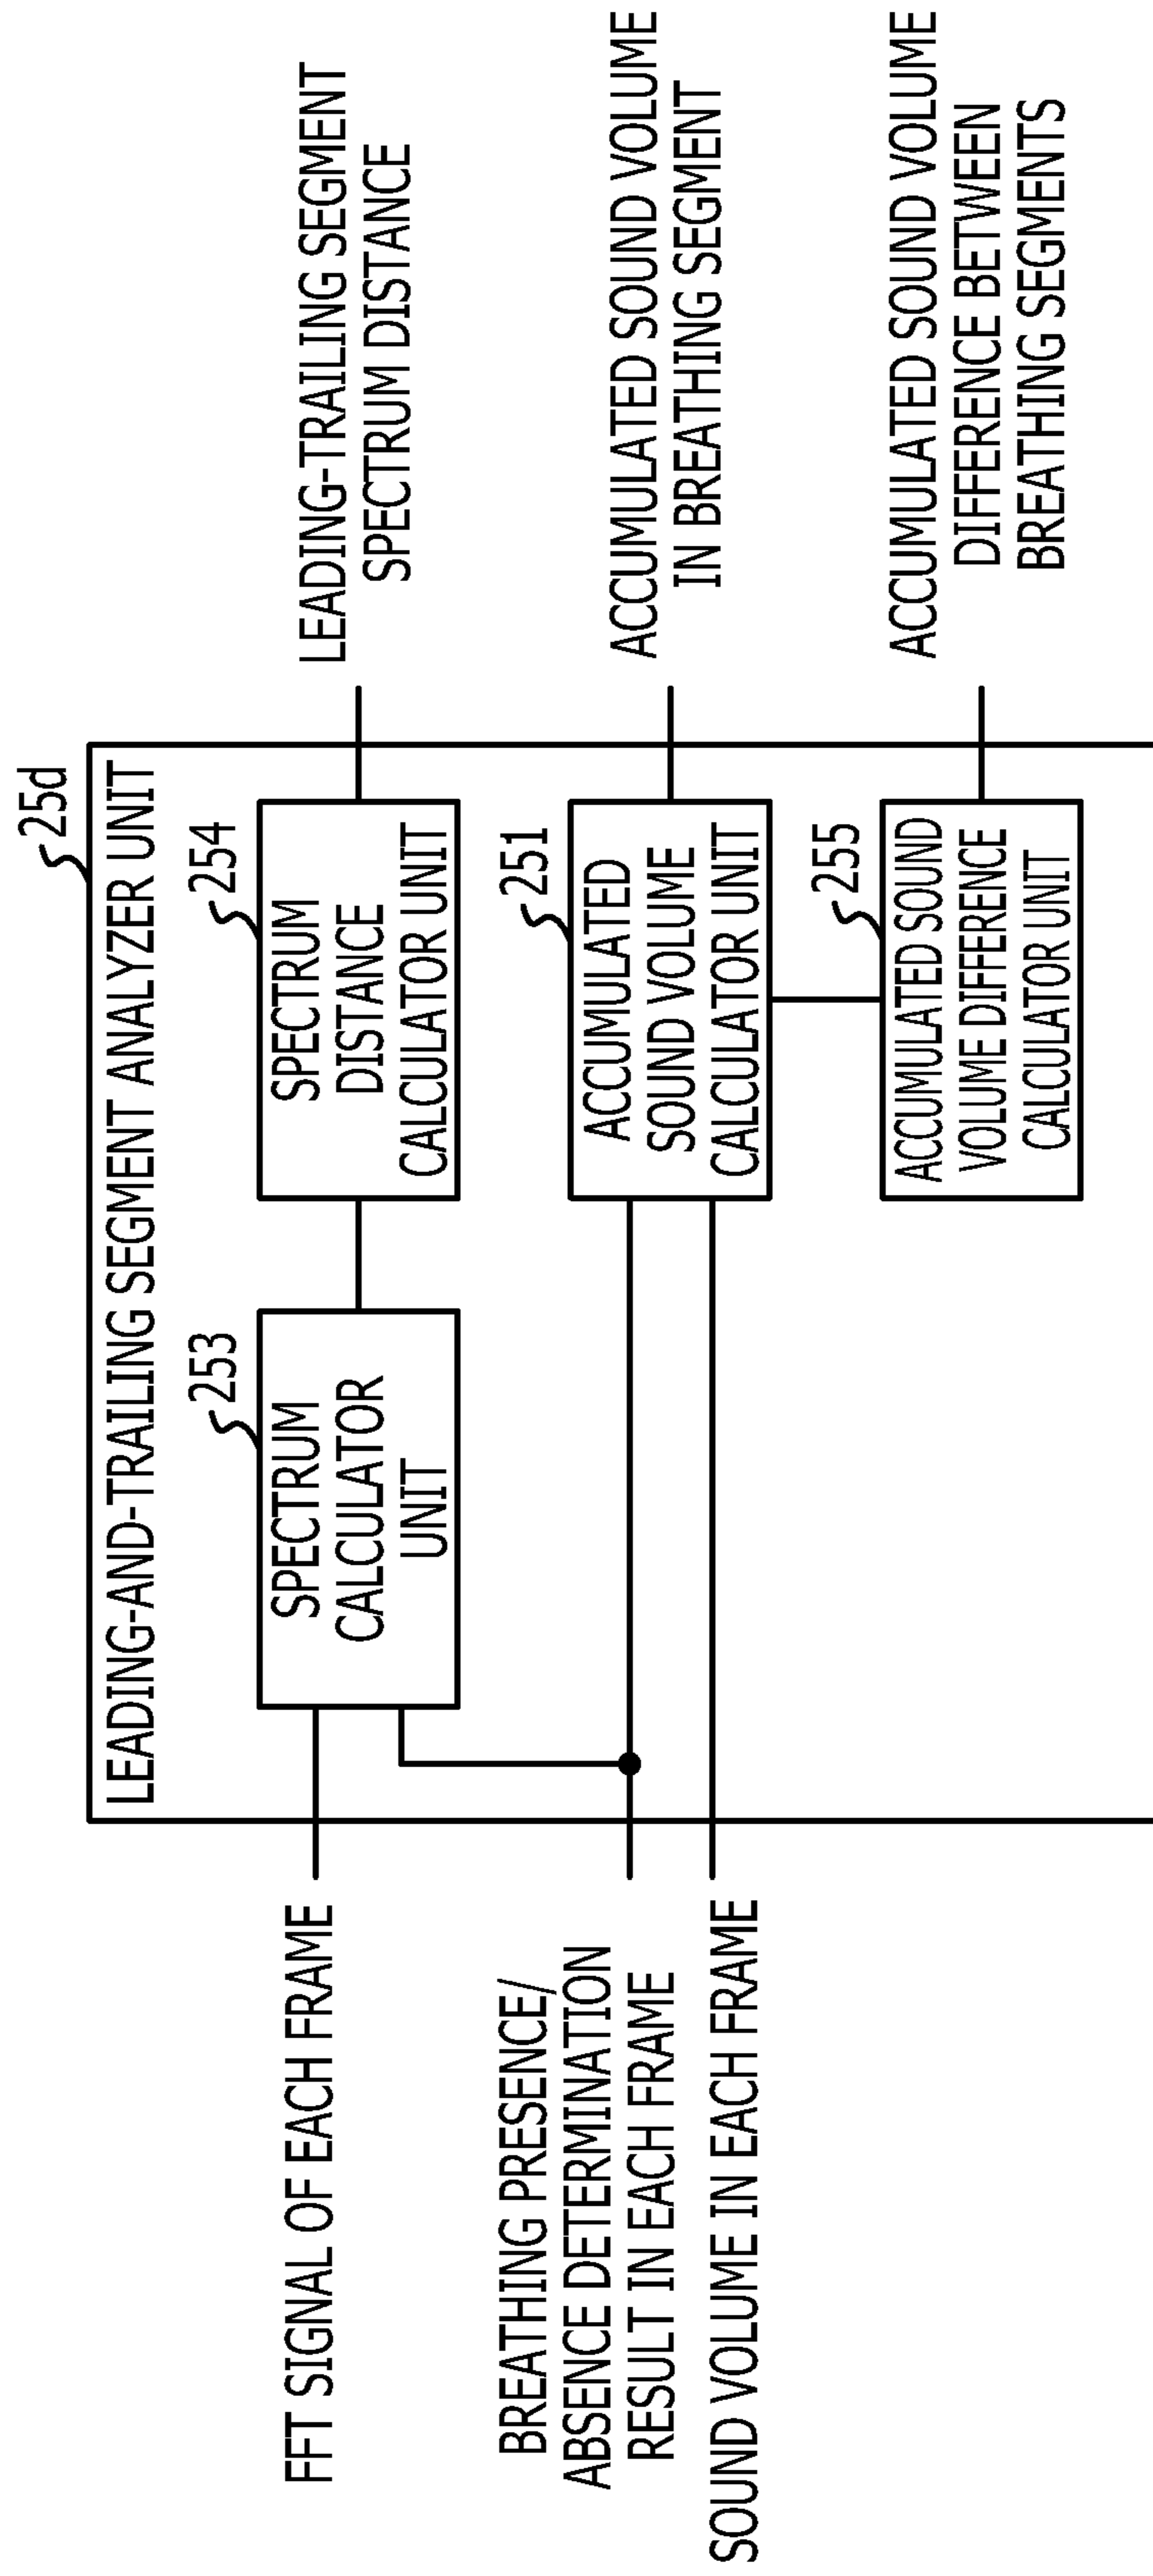 25d
LEADING-AND-TRAILING SEGMENT ANALYZER UNIT
FFT SIGNAL OF EACH FRAME
BREATHING PRESENCE/
ABSENCE DETERMINATION
RESULT IN EACH FRAME
SOUND VOLUME IN EACH FRAME
253
SPECTRUM
CALCULATOR
UNIT
254
SPECTRUM
DISTANCE
CALCULATOR UNIT
251
ACCUMULATED
SOUND VOLUME
CALCULATOR UNIT
255
ACCUMULATED SOUND
VOLUME DIFFERENCE
CALCULATOR UNIT
LEADING-TRAILING SEGMENT
SPECTRUM DISTANCE
ACCUMULATED SOUND VOLUME
IN BREATHING SEGMENT
ACCUMULATED SOUND VOLUME
DIFFERENCE BETWEEN
BREATHING SEGMENTS